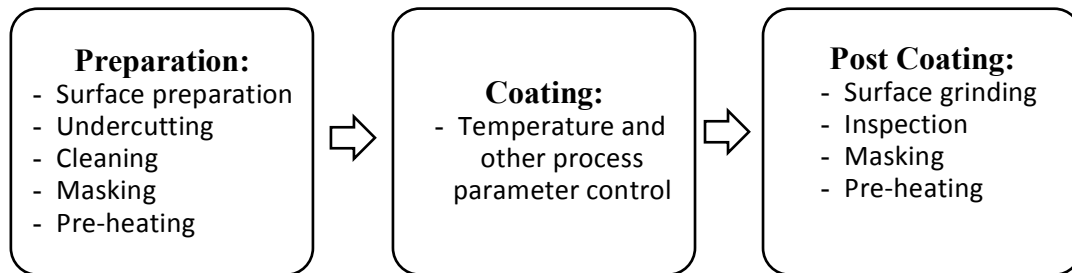 Preparation:
- Surface preparation
- Undercutting
- Cleaning
- Masking
- Pre-heating
Coating:
- Temperature and
other process
parameter control
Post Coating:
- Surface grinding
- Inspection
- Masking
- Pre-heating